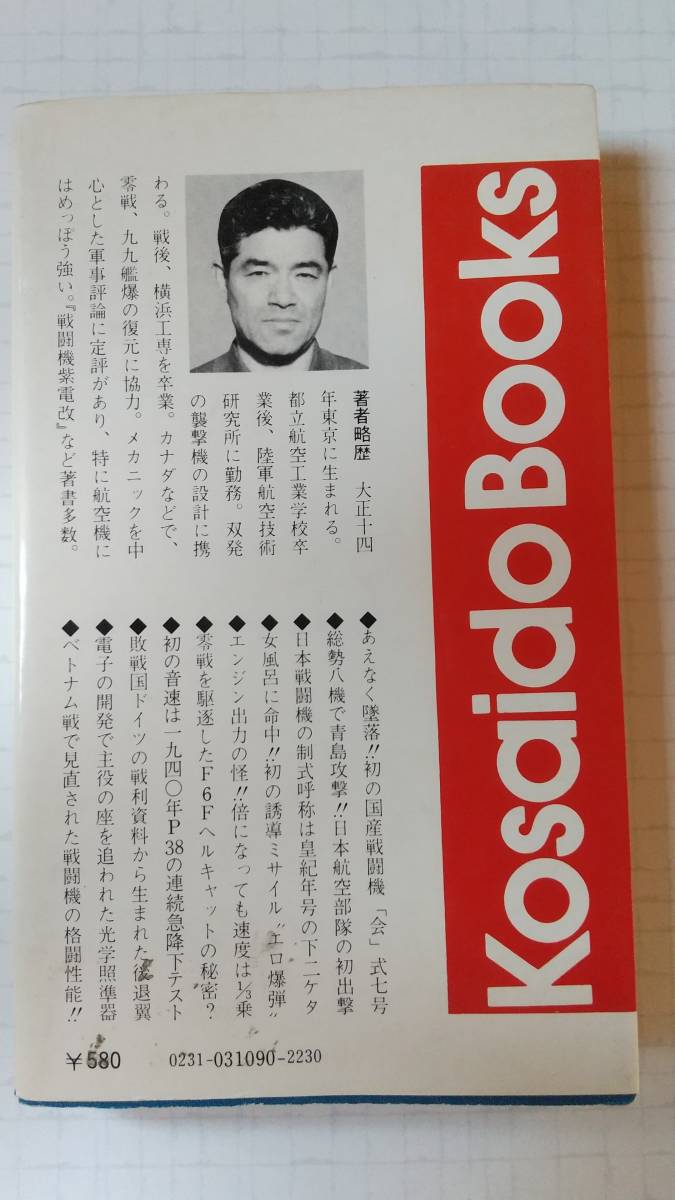 Kosaido Books
著者略歴　大正十四
年東京に生まれる。
都立航空工業学校卒
業後、陸軍航空技術
研究所に勤務。双発
の襲撃機の設計に携
わる。戦後、横浜工専を卒業。カナダなどで、
零戦、九九艦爆の復元に協力。メカニックを中
心とした軍事評論に定評があり、特に航空機に
はめっぽう強い。『戦闘機紫電改』など著書多数。
◆あえなく墜落!!初の国産戦闘機「会」式七号
◆総勢八機で青島攻撃!!日本航空部隊の初出撃
◆日本戦闘機の制式呼称は皇紀年号の下二ケタ
◆女風呂に命中!!初の誘導ミサイル〝エロ爆弾〟
◆エンジン出力の怪!!倍になっても速度は1/3乗
◆零戦を駆逐したF6Fヘルキャットの秘密?
◆初の音速は一九四〇年P38の連続急降下テスト
◆敗戦国ドイツの戦利資料から生まれた後退翼
◆電子の開発で主役の座を追われた光学照準器
◆ベトナム戦で見直された戦闘機の格闘性能!!
¥580
0231-031090-2230